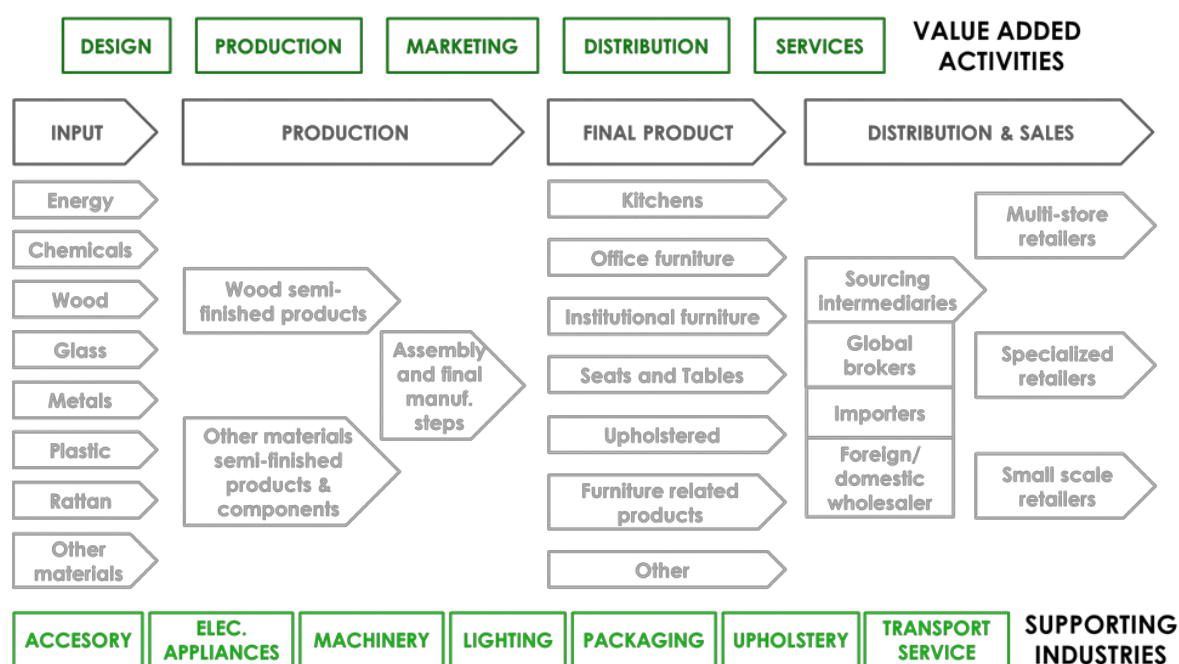 DESIGN
PRODUCTION
MARKETING
DISTRIBUTION
SERVICES
VALUE ADDED
ACTIVITIES
INPUT
PRODUCTION
FINAL PRODUCT
DISTRIBUTION & SALES
Energy
Chemicals
Wood
Glass
Metals
Plastic
Rattan
Other
materials
Wood semi-
finished products
Other materials
semi-finished
products &
components
Assembly
and final
manuf.
steps
Kitchens
Office furniture
Institutional furniture
Seats and Tables
Upholstered
Furniture related
products
Other
Sourcing
intermediaries
Global
brokers
Importers
Foreign/
domestic
wholesaler
Multi-store
retailers
Specialized
retailers
Small scale
retailers
ACCESORY
ELEC.
APPLIANCES
MACHINERY
LIGHTING
PACKAGING
UPHOLSTERY
TRANSPORT
SERVICE
SUPPORTING
INDUSTRIES